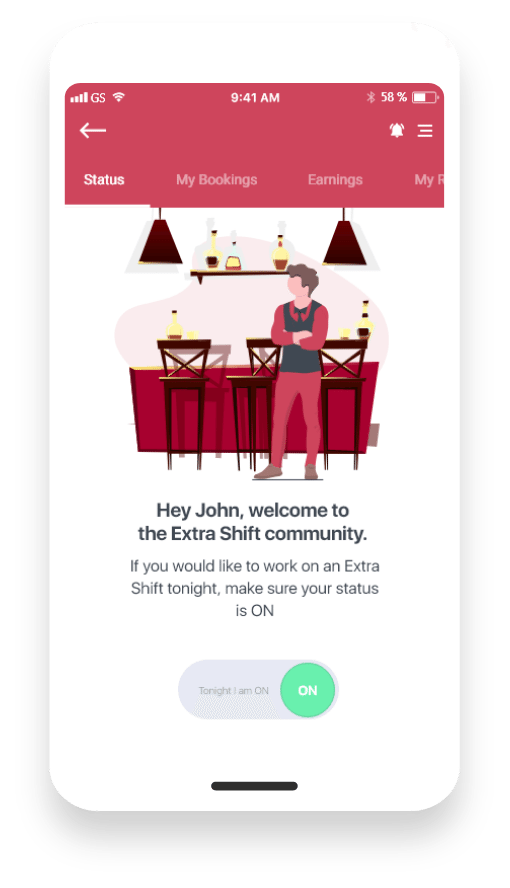 GS 9:41 AM 58 %
Status My Bookings Earnings My R
Hey John, welcome to
the Extra Shift community.
If you would like to work on an Extra
Shift tonight, make sure your status
is ON
Tonight I am ON ON